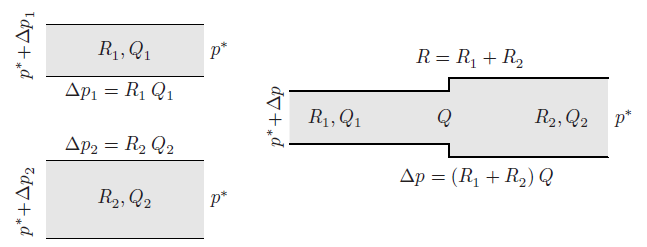 p* + Δp₁
R₁, Q₁
p*
Δp₁ = R₁ Q₁
Δp₂ = R₂ Q₂
p* + Δp₂
R₂, Q₂
p*
R = R₁ + R₂
p* + Δp
R₁, Q₁
Q
R₂, Q₂
p*
Δp = (R₁ + R₂) Q